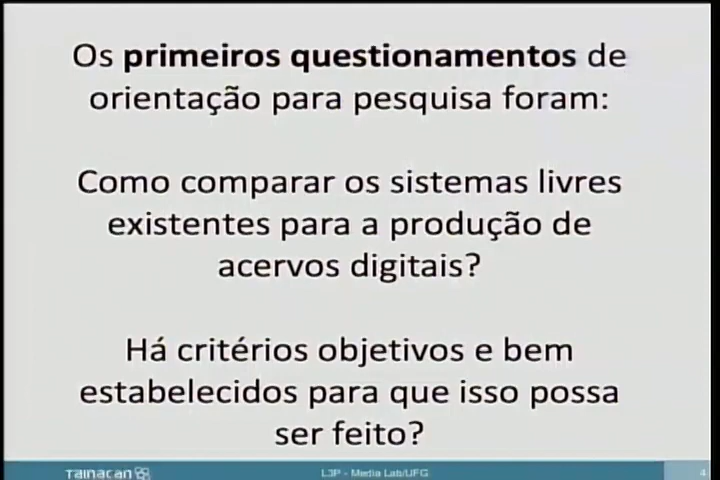 Os primeiros questionamentos de
orientação para pesquisa foram:
Como comparar os sistemas livres
existentes para a produção de
acervos digitais?
Há critérios objetivos e bem
estabelecidos para que isso possa
ser feito?
Tainacan
L3P - Media Lab/UFG
4